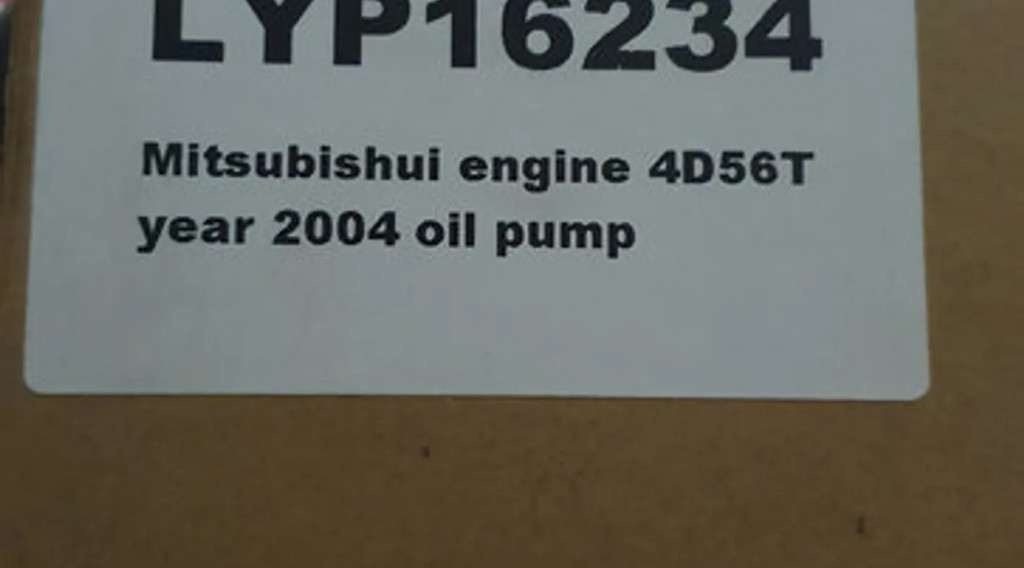 LYP16234
Mitsubishui engine 4D56T
year 2004 oil pump